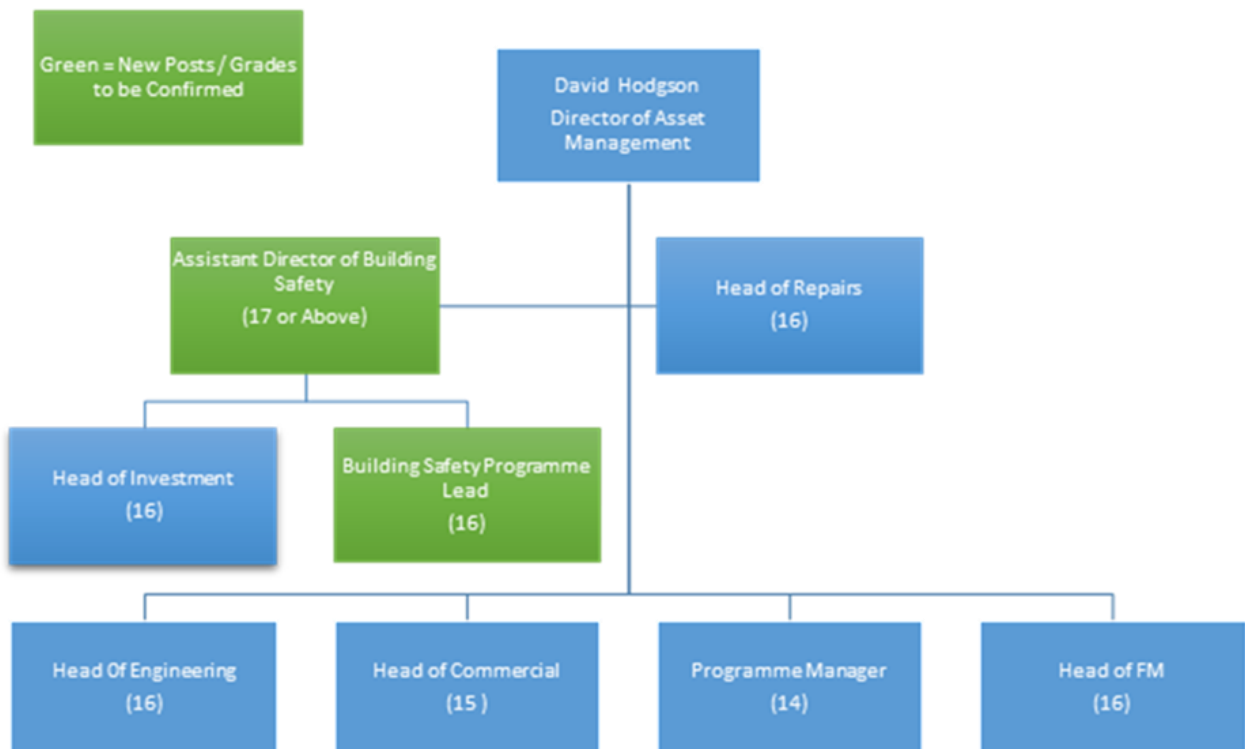 Green = New Posts / Grades
to be Confirmed
David Hodgson
Director of Asset
Management
Assistant Director of Building
Safety
(17 or Above)
Head of Repairs
(16)
Head of Investment
(16)
Building Safety Programme
Lead
(16)
Head Of Engineering
(16)
Head of Commercial
(15 )
Programme Manager
(14)
Head of FM
(16)